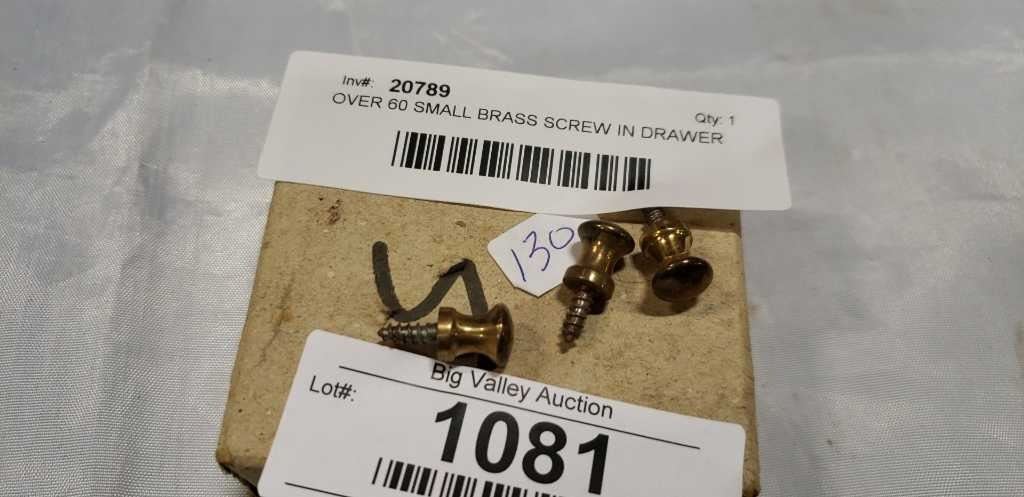 Inv#: 20789
Qty: 1
OVER 60 SMALL BRASS SCREW IN DRAWER
130
Big Valley Auction
Lot#:
1081